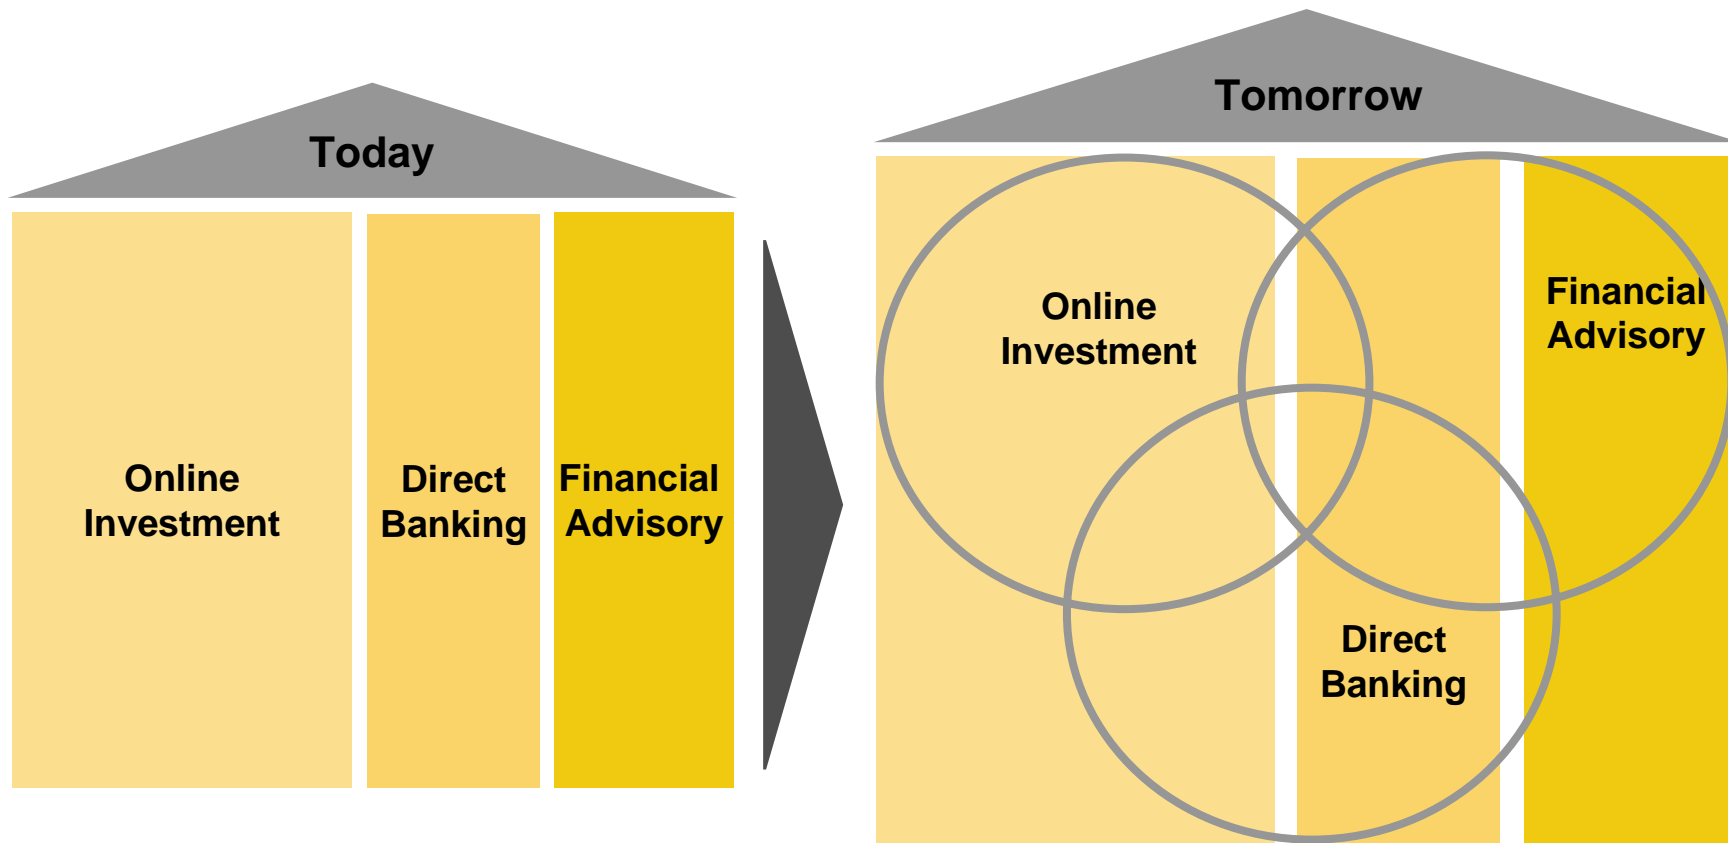 Today
Online
Investment
Direct
Banking
Financial
Advisory
Tomorrow
Online
Investment
Financial
Advisory
Direct
Banking